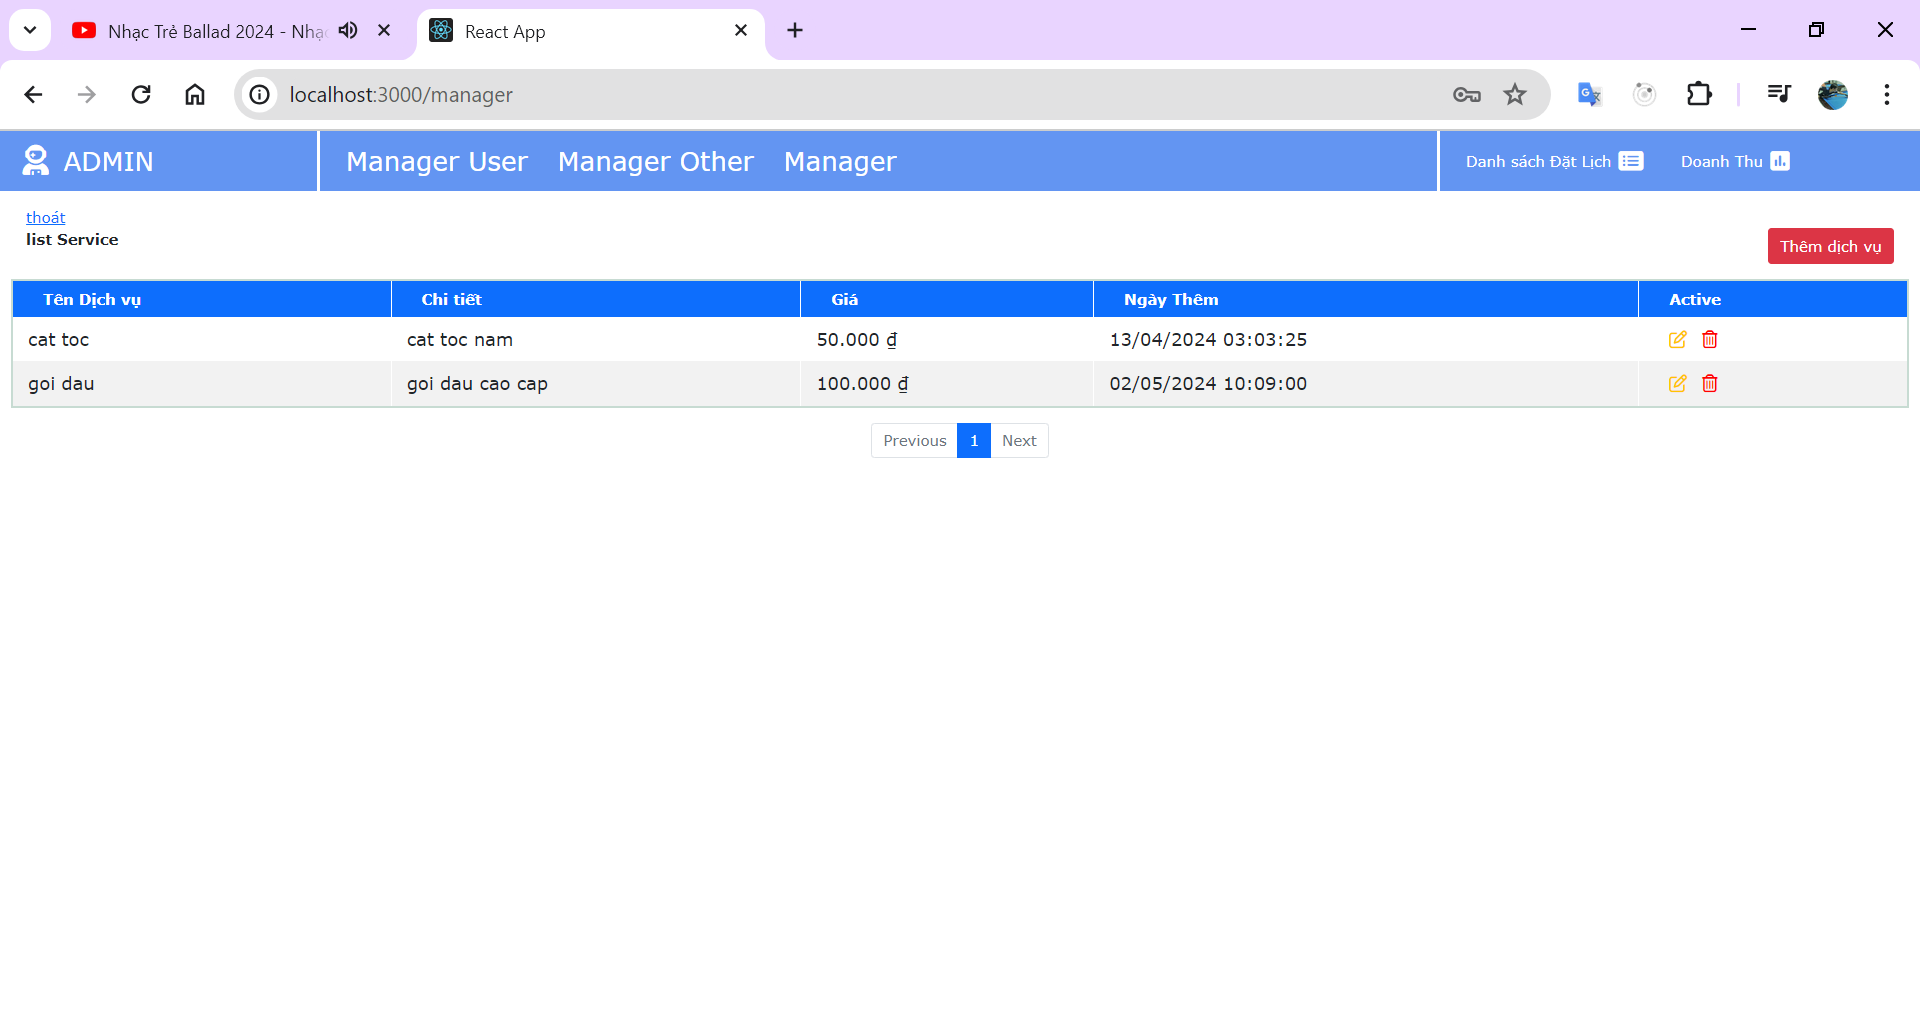 Nhạc Trẻ Ballad 2024 - Nhạ
React App
localhost:3000/manager
ADMIN
Manager User Manager Other Manager
Danh sách Đặt Lịch
Doanh Thu
thoát
list Service
Thêm dịch vụ
Tên Dịch vụ Chi tiết Giá Ngày Thêm Active
cat toc cat toc nam 50.000 ₫ 13/04/2024 03:03:25
goi dau goi dau cao cap 100.000 ₫ 02/05/2024 10:09:00
Previous 1 Next